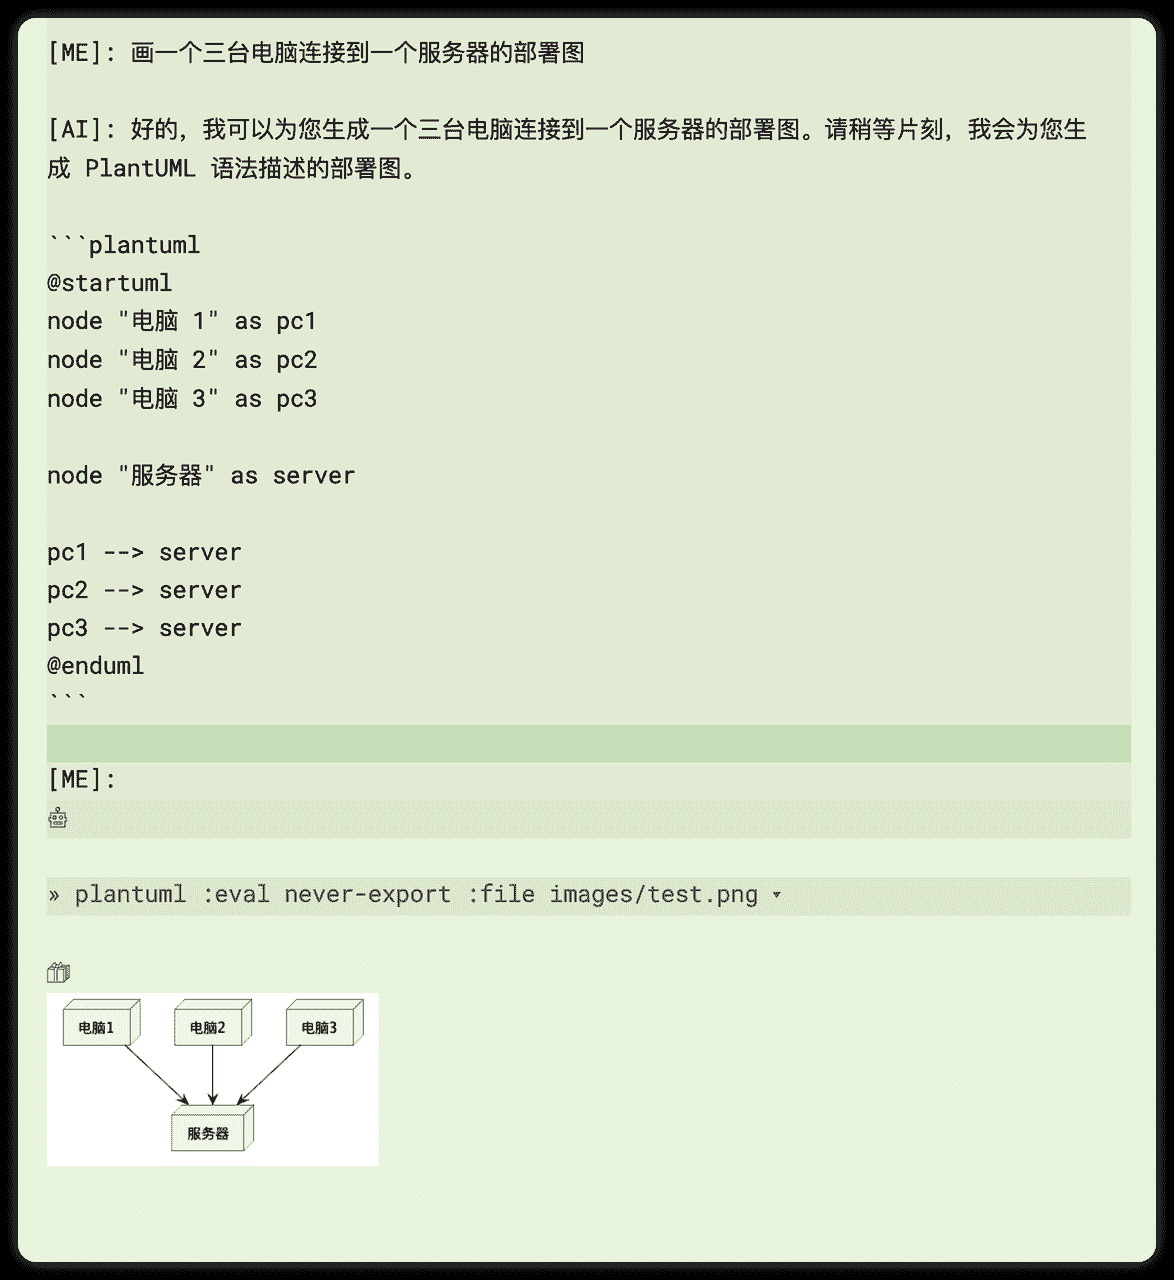 [ME]: 画一个三台电脑连接到一个服务器的部署图
[AI]: 好的，我可以为您生成一个三台电脑连接到一个服务器的部署图。请稍等片刻，我会为您生
成 PlantUML 语法描述的部署图。
```plantuml
@startuml
node "电脑 1" as pc1
node "电脑 2" as pc2
node "电脑 3" as pc3
node "服务器" as server
pc1 --> server
pc2 --> server
pc3 --> server
@enduml
```
[ME]:
» plantuml :eval never-export :file images/test.png ▾
电脑1 电脑2 电脑3
服务器